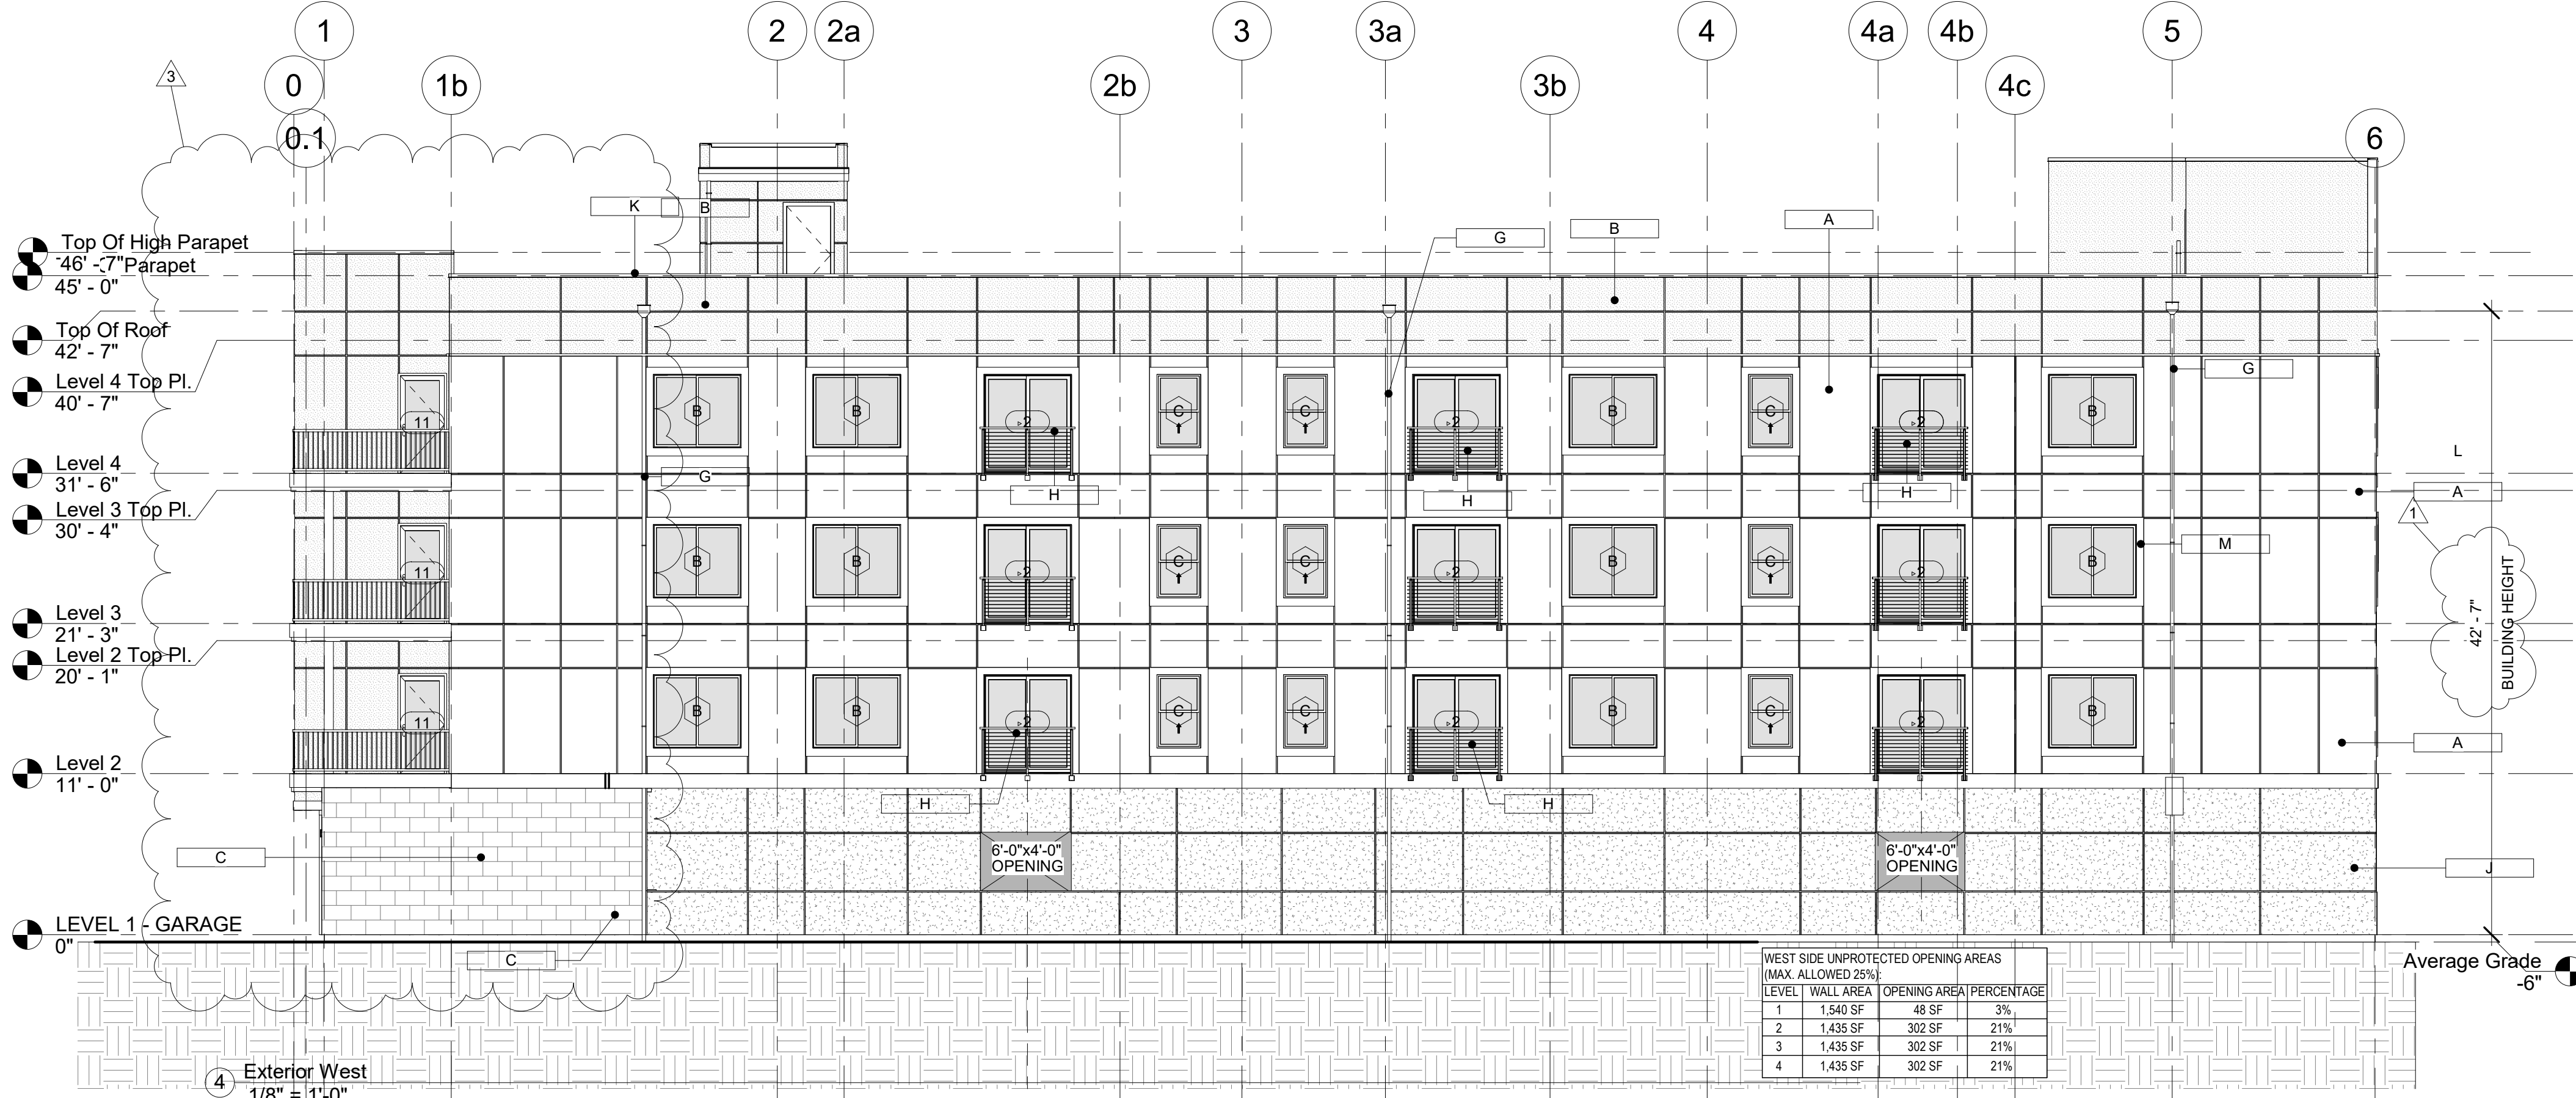 1
2
2a
3
3a
4
4a
4b
5
0
1b
2b
3b
4c
0.1
6
3
K
B
A
B
G
Top Of High Parapet
46' - 7"
Parapet
45' - 0"
Top Of Roof
42' - 7"
Level 4 Top Pl.
40' - 7"
G
11
B
B
2
C
C
2
B
C
2
B
L
Level 4
31' - 6"
G
H
H
H
A
Level 3 Top Pl.
30' - 4"
1
M
11
B
B
2
C
C
2
B
C
2
B
42' - 7"
BUILDING HEIGHT
Level 3
21' - 3"
Level 2 Top Pl.
20' - 1"
11
B
B
2
C
C
2
B
C
2
B
A
Level 2
11' - 0"
H
H
C
6'-0"x4'-0"
OPENING
6'-0"x4'-0"
OPENING
J
LEVEL 1 - GARAGE
0"
C
Average Grade
-6"
WEST SIDE UNPROTECTED OPENING AREAS
(MAX. ALLOWED 25%):
LEVEL WALL AREA OPENING AREA PERCENTAGE
1 1,540 SF 48 SF 3%
2 1,435 SF 302 SF 21%
3 1,435 SF 302 SF 21%
4 1,435 SF 302 SF 21%
4 Exterior West
1/8" = 1'-0"